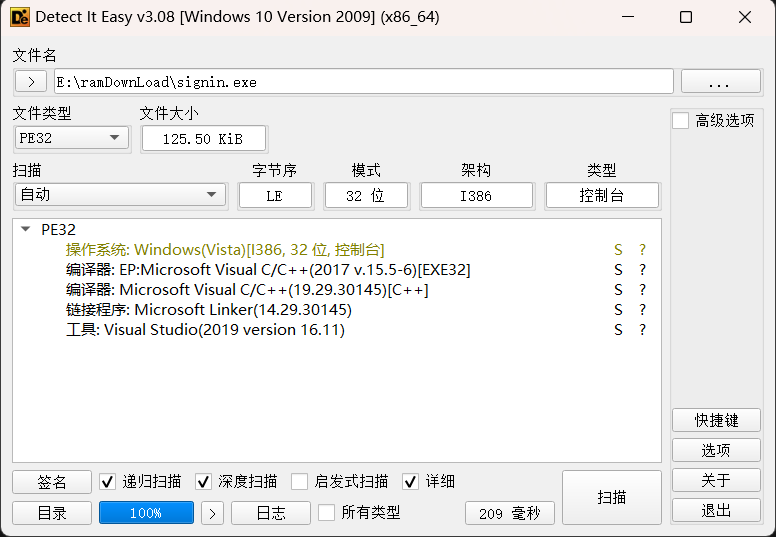 Detect It Easy v3.08 [Windows 10 Version 2009] (x86_64)
文件名
> E:\ramDownLoad\signin.exe ...
文件类型 文件大小
PE32 125.50 KiB
高级选项
扫描 字节序 模式 架构 类型
自动 LE 32 位 I386 控制台
PE32
操作系统: Windows(Vista)[I386, 32 位, 控制台] S ?
编译器: EP:Microsoft Visual C/C++(2017 v.15.5-6)[EXE32] S ?
编译器: Microsoft Visual C/C++(19.29.30145)[C++] S ?
链接程序: Microsoft Linker(14.29.30145) S ?
工具: Visual Studio(2019 version 16.11) S ?
快捷键
选项
关于
退出
签名 递归扫描 深度扫描 启发式扫描 详细
扫描
目录 100% > 日志 所有类型 209 毫秒